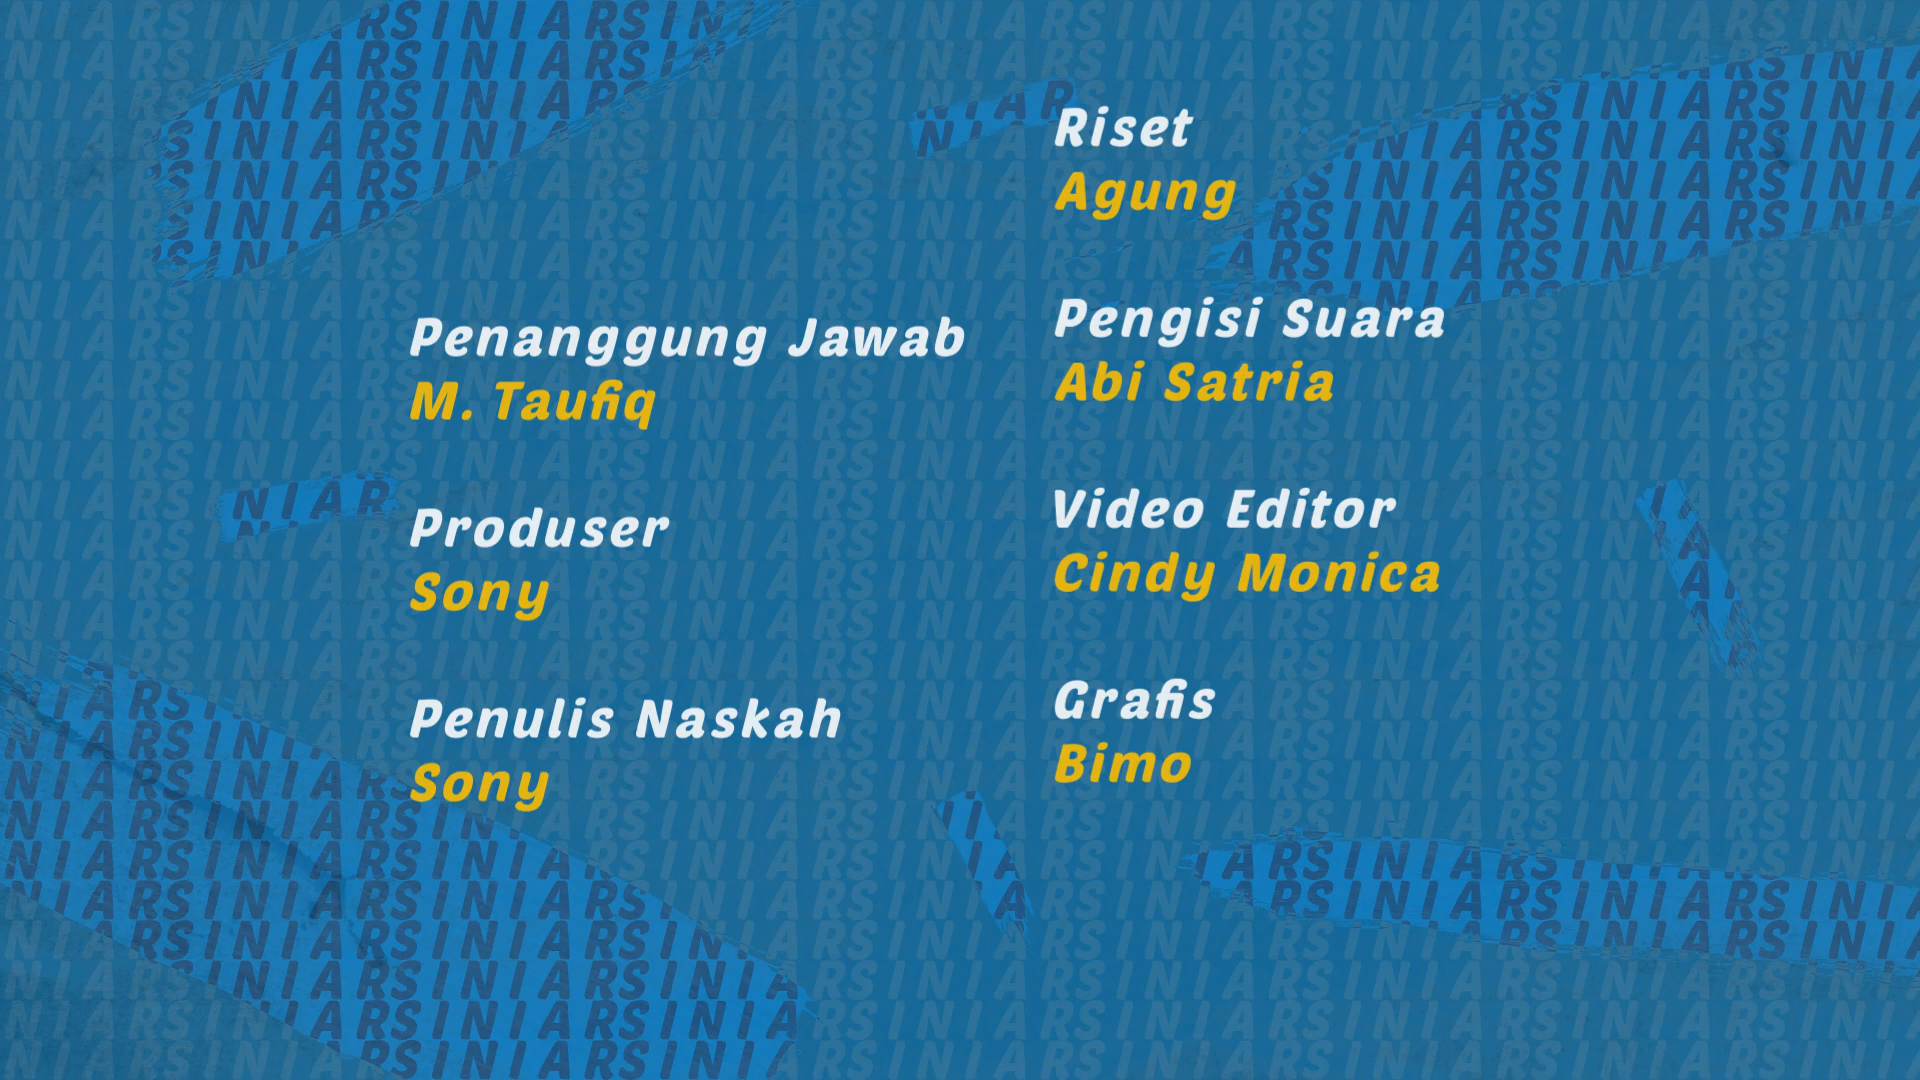 Penanggung Jawab
M. Taufiq
Produser
Sony
Penulis Naskah
Sony
Riset
Agung
Pengisi Suara
Abi Satria
Video Editor
Cindy Monica
Grafis
Bimo